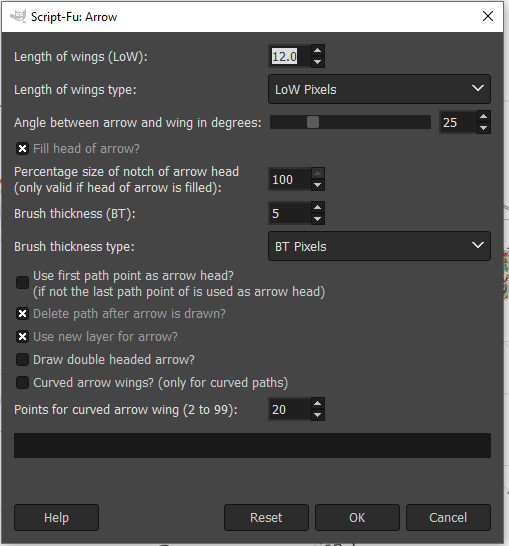 Script-Fu: Arrow
Length of wings (LoW): 12.0
Length of wings type: LoW Pixels
Angle between arrow and wing in degrees: 25
Fill head of arrow?
Percentage size of notch of arrow head
(only valid if head of arrow is filled): 100
Brush thickness (BT): 5
Brush thickness type: BT Pixels
Use first path point as arrow head?
(if not the last path point of is used as arrow head)
Delete path after arrow is drawn?
Use new layer for arrow?
Draw double headed arrow?
Curved arrow wings? (only for curved paths)
Points for curved arrow wing (2 to 99): 20
Help Reset OK Cancel